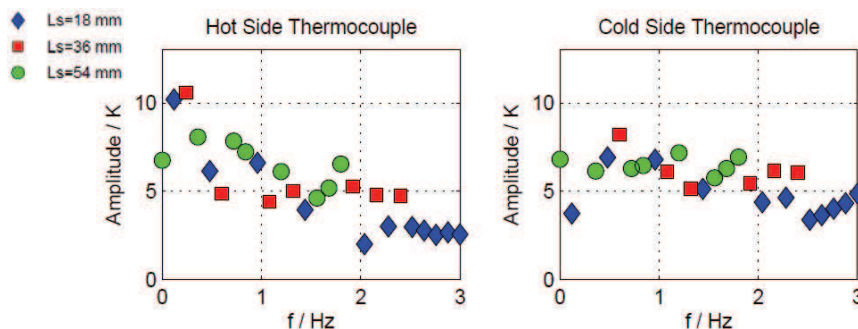 Ls=18 mm
Ls=36 mm
Ls=54 mm
Hot Side Thermocouple
Amplitude / K
10
5
0
0 1 2 3
f / Hz
Cold Side Thermocouple
Amplitude / K
10
5
0
0 1 2 3
f / Hz